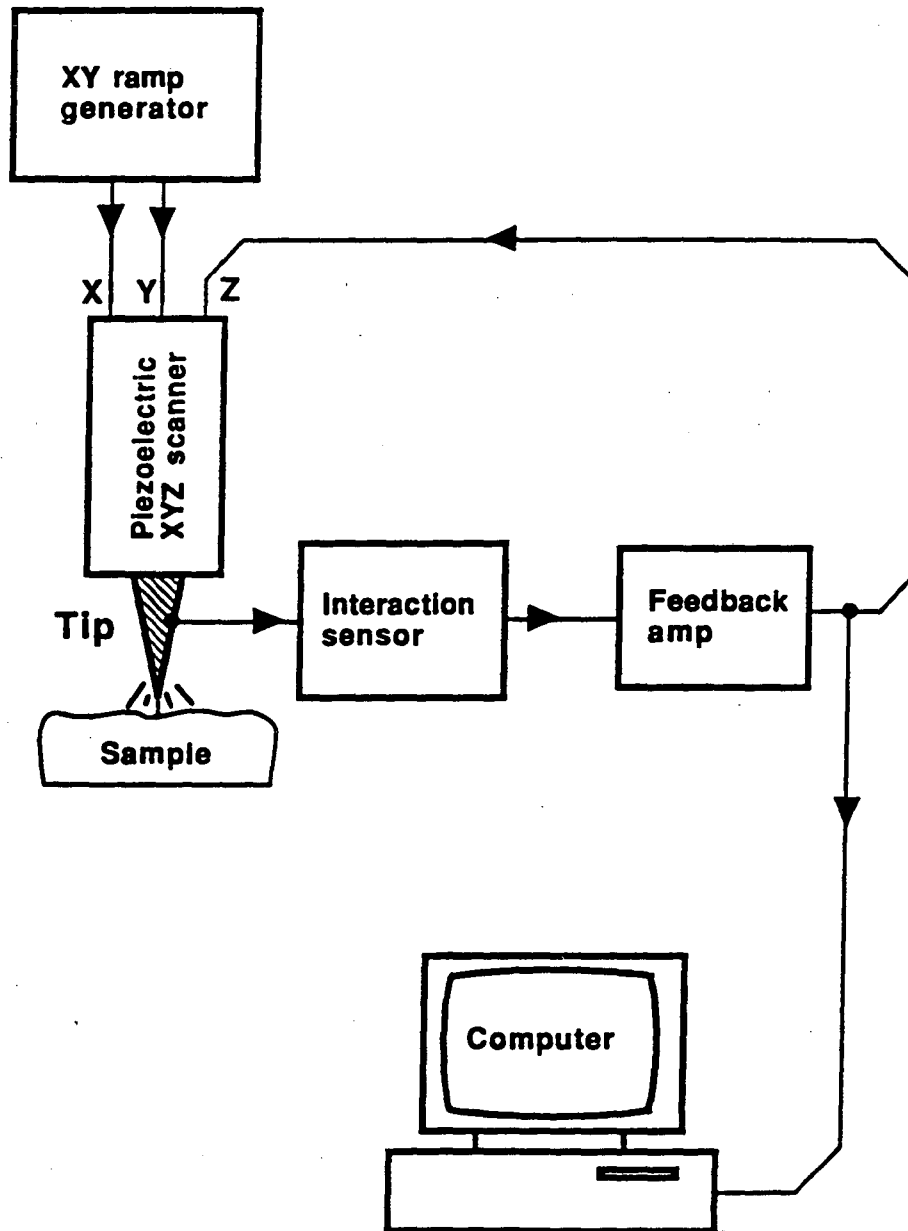 XY ramp
generator
X Y Z
Piezoelectric
XYZ scanner
Tip
Interaction
sensor
Feedback
amp
Sample
Computer